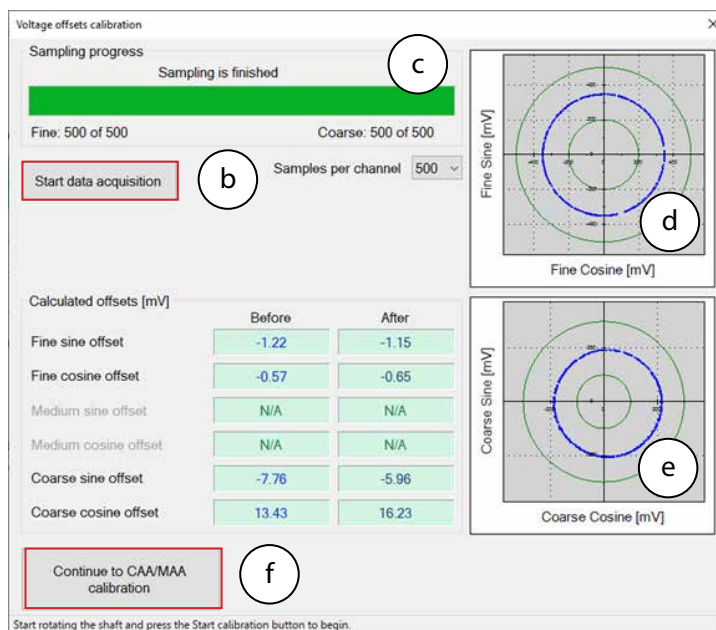 Voltage offsets calibration
Sampling progress
c
Sampling is finished
Fine: 500 of 500 Coarse: 500 of 500
Start data acquisition
b
Samples per channel 500
Fine Sine [mV]
d
Fine Cosine [mV]
Calculated offsets [mV]
Before After
Fine sine offset -1.22 -1.15
Fine cosine offset -0.57 -0.65
Medium sine offset N/A N/A
Medium cosine offset N/A N/A
Coarse sine offset -7.76 -5.96
Coarse cosine offset 13.43 16.23
Coarse Sine [mV]
e
Coarse Cosine [mV]
Continue to CAA/MAA
calibration
f
Start rotating the shaft and press the Start calibration button to begin.